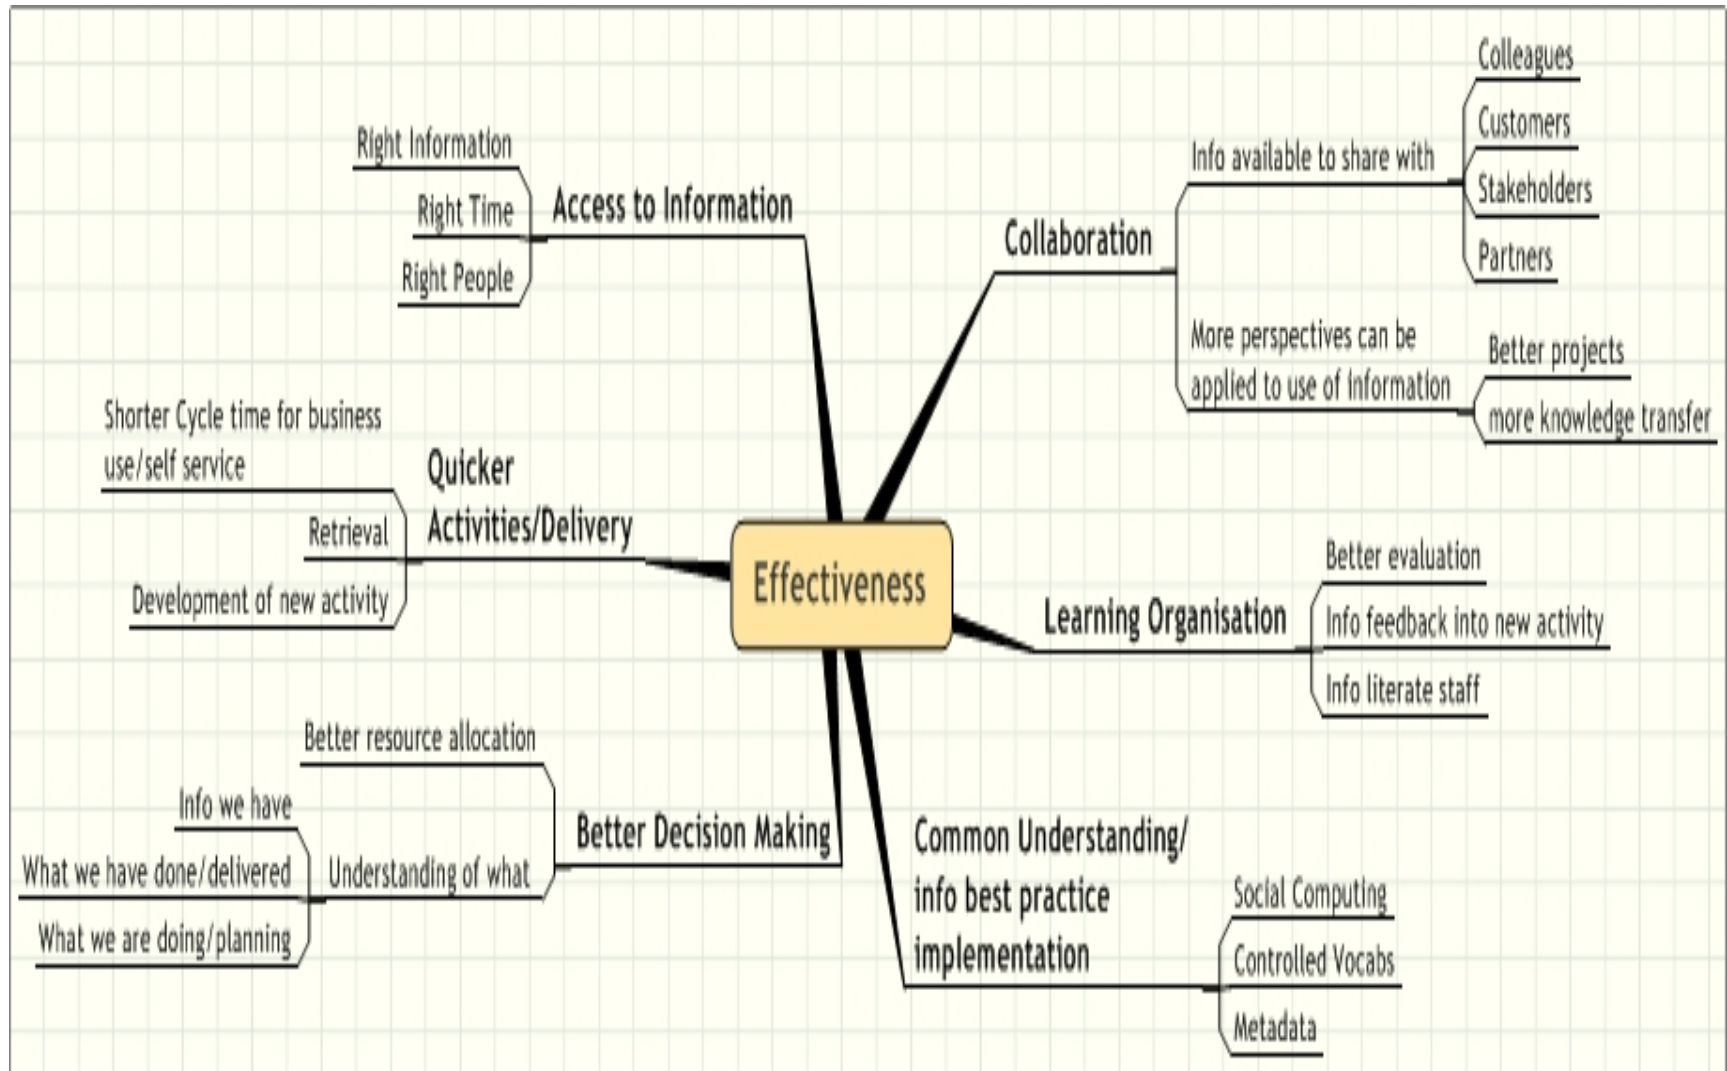 Effectiveness
Access to Information
Right Information
Right Time
Right People
Quicker
Activities/Delivery
Shorter Cycle time for business
use/self service
Retrieval
Development of new activity
Better Decision Making
Better resource allocation
Understanding of what
Info we have
What we have done/delivered
What we are doing/planning
Collaboration
Info available to share with
Colleagues
Customers
Stakeholders
Partners
More perspectives can be
applied to use of information
Better projects
more knowledge transfer
Learning Organisation
Better evaluation
Info feedback into new activity
Info literate staff
Common Understanding/
info best practice
implementation
Social Computing
Controlled Vocabs
Metadata